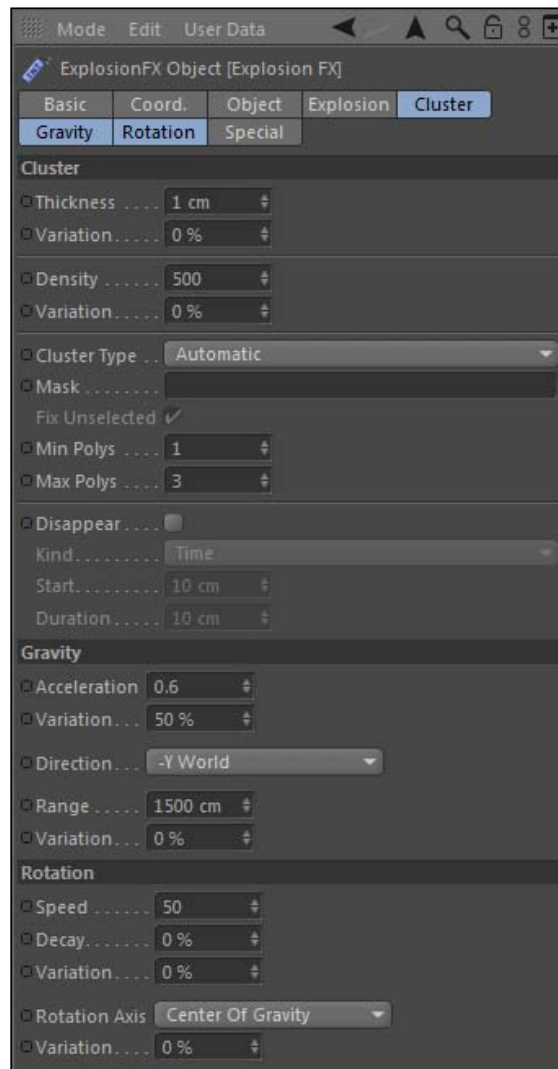 Mode Edit User Data
ExplosionFX Object [Explosion FX]
Basic Coord. Object Explosion Cluster
Gravity Rotation Special
Cluster
Thickness . . . . 1 cm
Variation. . . . . 0 %
Density . . . . . . 500
Variation. . . . . 0 %
Cluster Type . . Automatic
Mask . . . . . . . .
Fix Unselected ✔
Min Polys . . . . 1
Max Polys . . . . 3
Disappear. . . .
Kind. . . . . . . . . Time
Start. . . . . . . . . 10 cm
Duration . . . . . 10 cm
Gravity
Acceleration 0.6
Variation. . . 50 %
Direction. . . -Y World
Range . . . . . 1500 cm
Variation. . . 0 %
Rotation
Speed . . . . . . 50
Decay. . . . . . . 0 %
Variation. . . . 0 %
Rotation Axis Center Of Gravity
Variation. . . . 0 %